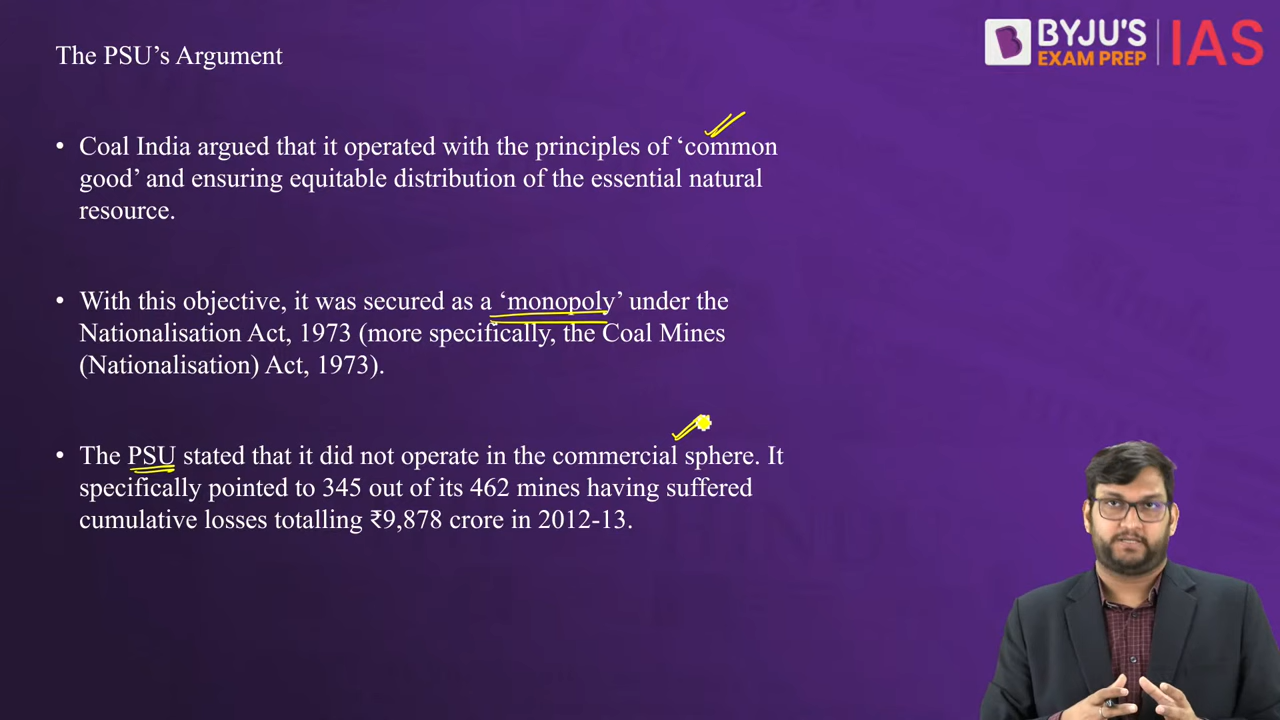 The PSU's Argument
BYJU'S
EXAM PREP
IAS
• Coal India argued that it operated with the principles of ‘common
good’ and ensuring equitable distribution of the essential natural
resource.
• With this objective, it was secured as a ‘monopoly’ under the
Nationalisation Act, 1973 (more specifically, the Coal Mines
(Nationalisation) Act, 1973).
• The PSU stated that it did not operate in the commercial sphere. It
specifically pointed to 345 out of its 462 mines having suffered
cumulative losses totalling ₹9,878 crore in 2012-13.